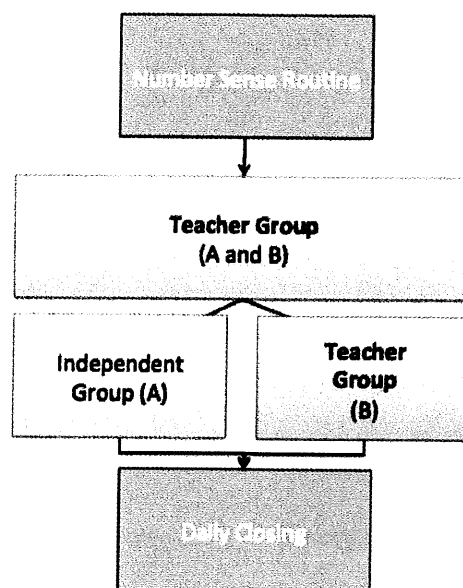 Number Sense Routine
Teacher Group
(A and B)
Independent
Group (A)
Teacher
Group
(B)
Daily Closing